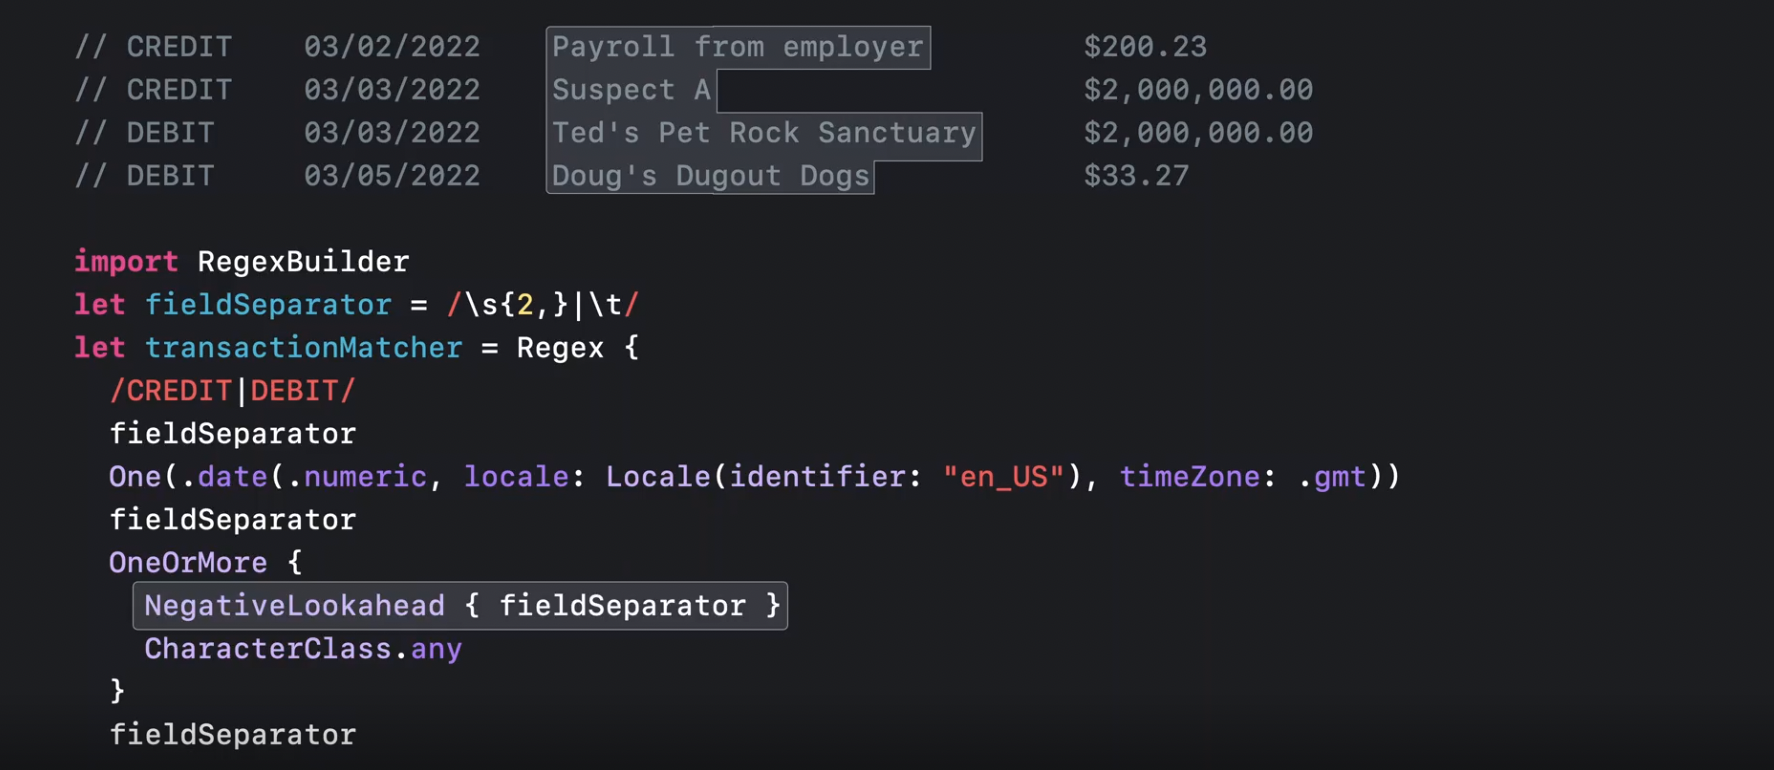 // CREDIT    03/02/2022    Payroll from employer         $200.23
// CREDIT    03/03/2022    Suspect A                     $2,000,000.00
// DEBIT     03/03/2022    Ted's Pet Rock Sanctuary      $2,000,000.00
// DEBIT     03/05/2022    Doug's Dugout Dogs            $33.27
import RegexBuilder
let fieldSeparator = /\s{2,}|\t/
let transactionMatcher = Regex {
  /CREDIT|DEBIT/
  fieldSeparator
  One(.date(.numeric, locale: Locale(identifier: "en_US"), timeZone: .gmt))
  fieldSeparator
  OneOrMore {
    NegativeLookahead { fieldSeparator }
    CharacterClass.any
  }
  fieldSeparator